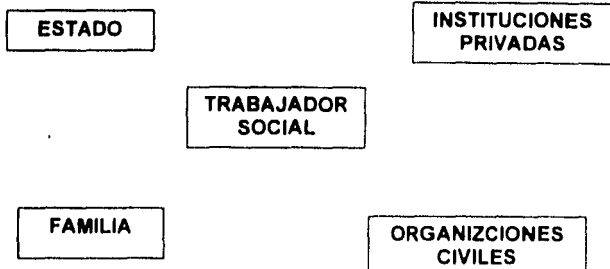 ESTADO
INSTITUCIONES
PRIVADAS
TRABAJADOR
SOCIAL
FAMILIA
ORGANIZCIONES
CIVILES